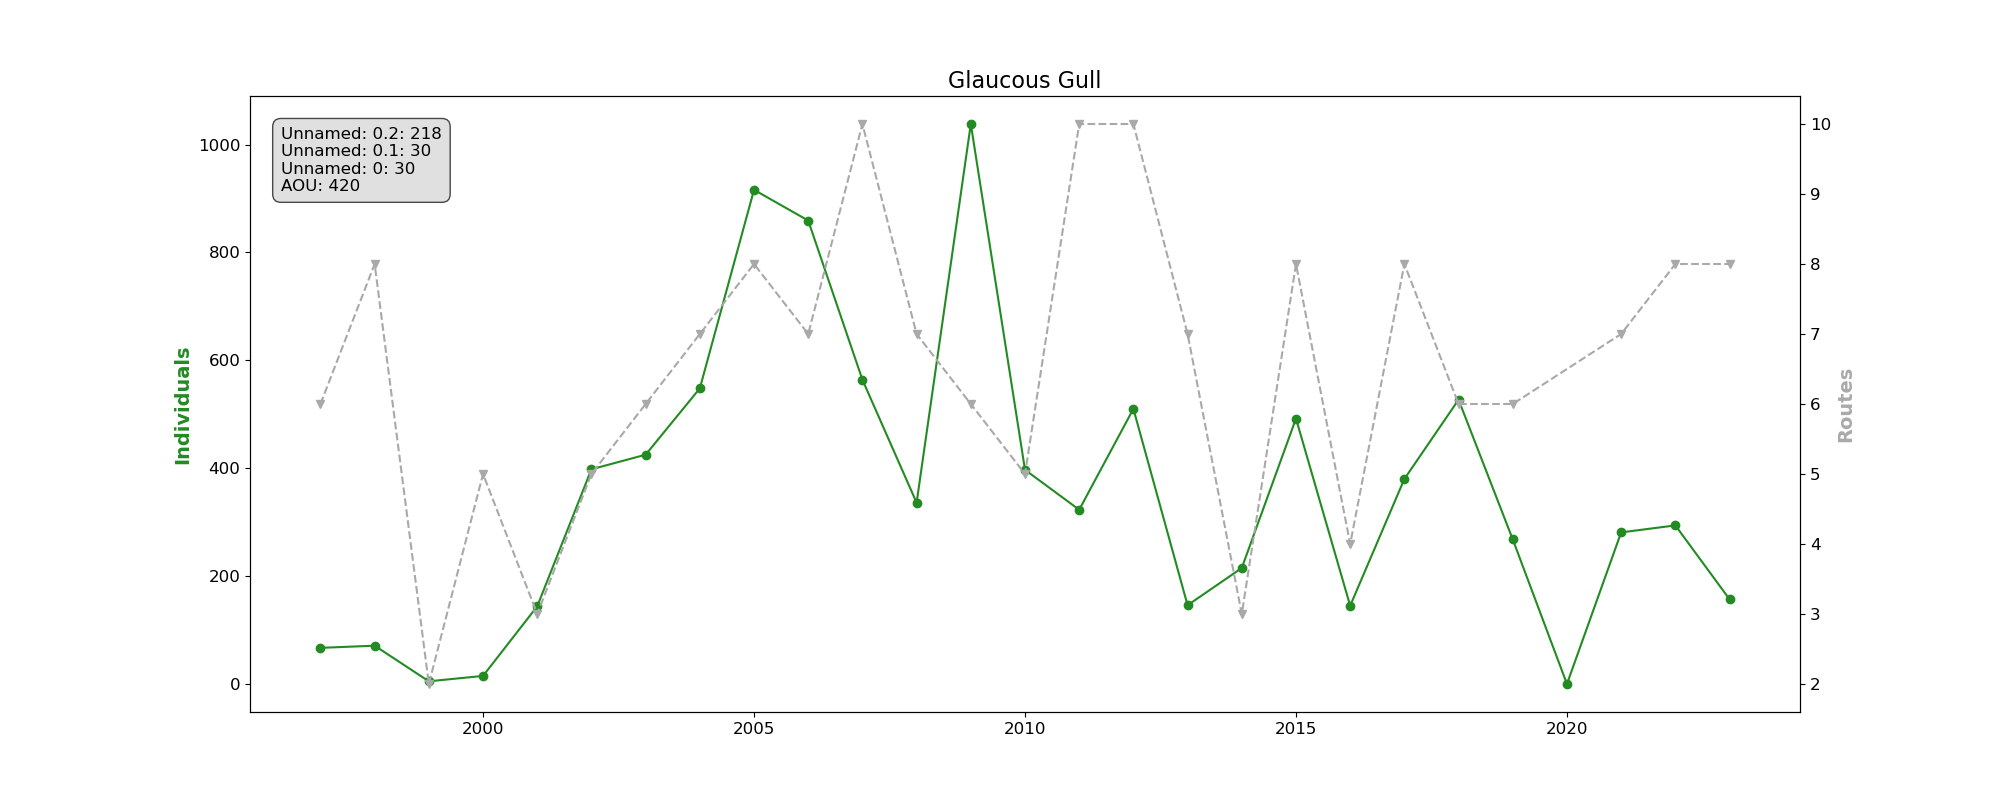 Glaucous Gull
Unnamed: 0.2: 218
Unnamed: 0.1: 30
Unnamed: 0: 30
AOU: 420
Individuals
1000
800
600
400
200
0
10
9
8
7
6
5
4
3
2
Routes
2000
2005
2010
2015
2020